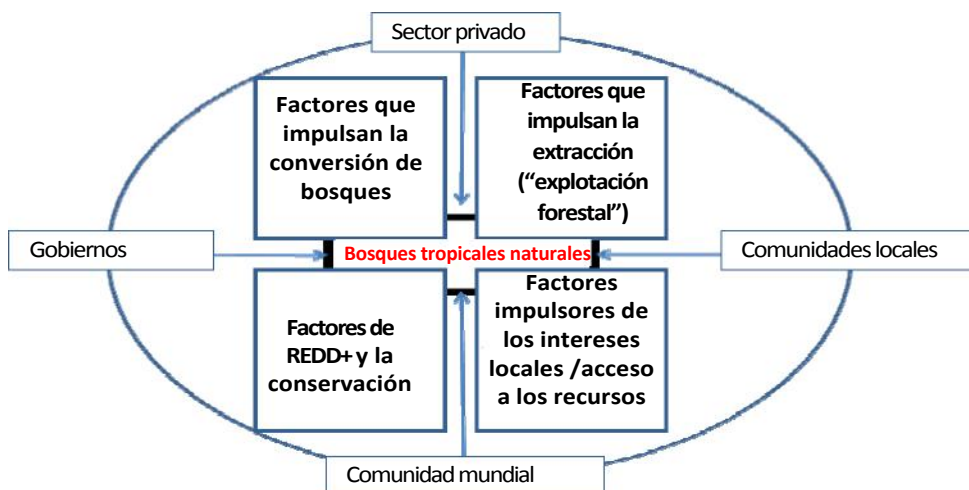 Sector privado
Factores que
impulsan la
conversión de
bosques
Factores que
impulsan la
extracción
(“explotación
forestal”)
Gobiernos
Bosques tropicales naturales
Comunidades locales
Factores de
REDD+ y la
conservación
Factores
impulsores de
los intereses
locales /acceso
a los recursos
Comunidad mundial